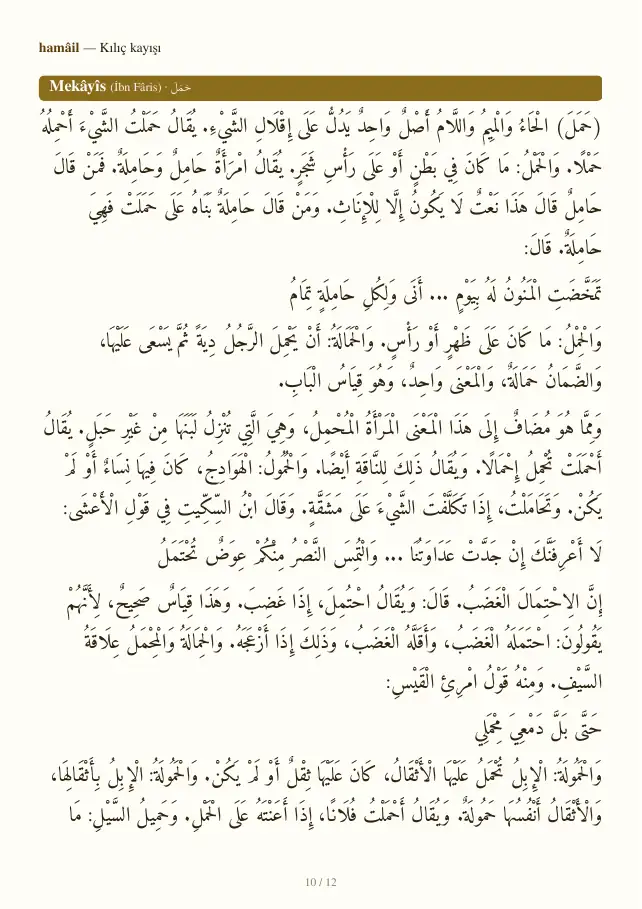 hamâil — Kılıç kayışı
Mekâyîs (İbn Fâris) · حَمَلَ
(حَمَلَ) الْحَاءُ وَالْمِيمُ وَاللَّامُ أَصْلٌ وَاحِدٌ يَدُلُّ عَلَى إِقْلَالِ الشَّيْءِ. يُقَالُ حَمَلْتُ الشَّيْءَ أَحْمِلُهُ
حَمْلًا. وَالْحَمْلُ: مَا كَانَ فِي بَطْنٍ أَوْ عَلَى رَأْسِ شَجَرٍ. يُقَالُ امْرَأَةٌ حَامِلٌ وَحَامِلَةٌ. فَمَنْ قَالَ
حَامِلٌ قَالَ هَذَا نَعْتٌ لَا يَكُونُ إِلَّا لِلْإِنَاثِ. وَمَنْ قَالَ حَامِلَةٌ بَنَاهُ عَلَى حَمَلَتْ فَهِيَ
حَامِلَةٌ. قَالَ:
تَمَخَّضَتِ الْمَنُونُ لَهُ بِيَوْمٍ ... أَنَى وَلِكُلِ حَامِلَةٍ تِمَامُ
وَالْحِمْلُ: مَا كَانَ عَلَى ظَهْرٍ أَوْ رَأْسٍ. وَالْحَمَالَةُ: أَنْ يَحْمِلَ الرَّجُلُ دِيَةً ثُمَّ يَسْعَى عَلَيْهَا،
وَالضَّمَانُ حَمَالَةٌ، وَالْمَعْنَى وَاحِدٌ، وَهُوَ قِيَاسُ الْبَابِ.
وَمِمَّا هُوَ مُضَافٌ إِلَى هَذَا الْمَعْنَى الْمَرْأَةُ الْمُحْمِلُ، وَهِيَ الَّتِي تُنْزِلُ لَبَنَهَا مِنْ غَيْرِ حَبَلٍ. يُقَالُ
أَحْمَلَتْ تُحْمِلُ إِحْمَالًا. وَيُقَالُ ذَلِكَ لِلنَّاقَةِ أَيْضًا. وَالْحُمُولُ: الْهَوَادِجُ، كَانَ فِيهَا نِسَاءٌ أَوْ لَمْ
يَكُنْ. وَتَحَامَلْتُ، إِذَا تَكَلَّفْتَ الشَّيْءَ عَلَى مَشَقَّةٍ. وَقَالَ ابْنُ السِّكِّيتِ فِي قَوْلِ الْأَعْشَى:
لَا أَعْرِفَنَّكَ إِنْ جَدَّتْ عَدَاوَتُنَا ... وَالْتُمِسَ النَّصْرُ مِنْكُمْ عِوَضٌ تُحْتَمَلُ
إِنَّ الِاحْتِمَالَ الْغَضَبُ. قَالَ: وَيُقَالُ احْتُمِلَ، إِذَا غَضِبَ. وَهَذَا قِيَاسٌ صَحِيحٌ، لِأَنَّهُمْ
يَقُولُونَ: احْتَمَلَهُ الْغَضَبُ، وَأَقَلَّهُ الْغَضَبُ، وَذَلِكَ إِذَا أَزْعَجَهُ. وَالْحِمَالَةُ وَالْمِحْمَلُ عِلَاقَةُ
السَّيْفِ. وَمِنْهُ قَوْلُ امْرِئِ الْقَيْسِ:
حَتَّى بَلَّ دَمْعِيَ مِحْمَلِي
وَالْحَمُولَةُ: الْإِبِلُ تُحْمَلُ عَلَيْهَا الْأَثْقَالُ، كَانَ عَلَيْهَا ثِقْلٌ أَوْ لَمْ يَكُنْ. وَالْحَمُولَةُ: الْإِبِلُ بِأَثْقَالِهَا،
وَالْأَثْقَالُ أَنْفُسُهَا حَمُولَةٌ. وَيُقَالُ أَحْمَلْتُ فُلَانًا، إِذَا أَعَنْتَهُ عَلَى الْحَمْلِ. وَحَمِيلُ السَّيْلِ: مَا
10 / 12